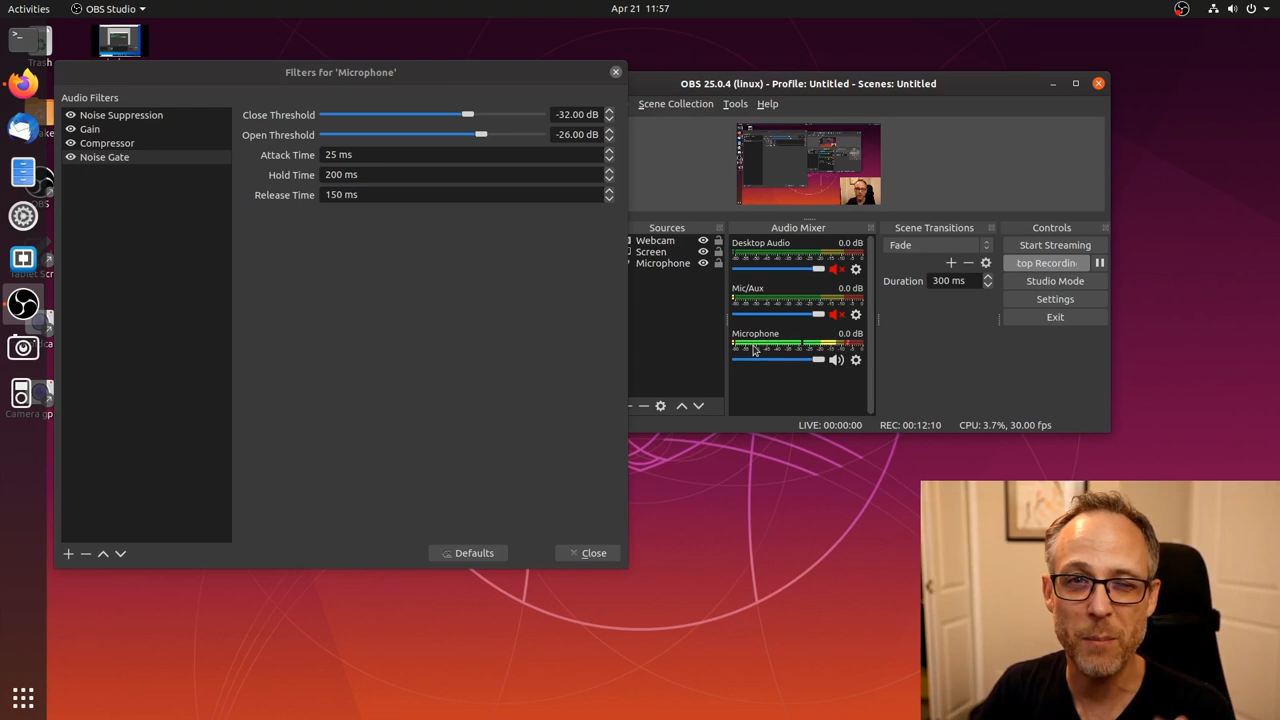 Activities
OBS Studio
Apr 21 11:57
Trash
Filters for 'Microphone'
Audio Filters
Noise Suppression
Gain
Compressor
Noise Gate
Close Threshold
-32.00 dB
Open Threshold
-26.00 dB
Attack Time
25 ms
Hold Time
200 ms
Release Time
150 ms
Defaults
Close
OBS 25.0.4 (linux) - Profile: Untitled - Scenes: Untitled
Scene Collection
Tools
Help
Sources
Webcam
Screen
Microphone
Audio Mixer
Desktop Audio
0.0 dB
Mic/Aux
0.0 dB
Microphone
0.0 dB
Scene Transitions
Fade
Duration
300 ms
Controls
Start Streaming
top Recordin
Studio Mode
Settings
Exit
LIVE: 00:00:00
REC: 00:12:10
CPU: 3.7%, 30.00 fps
OBS